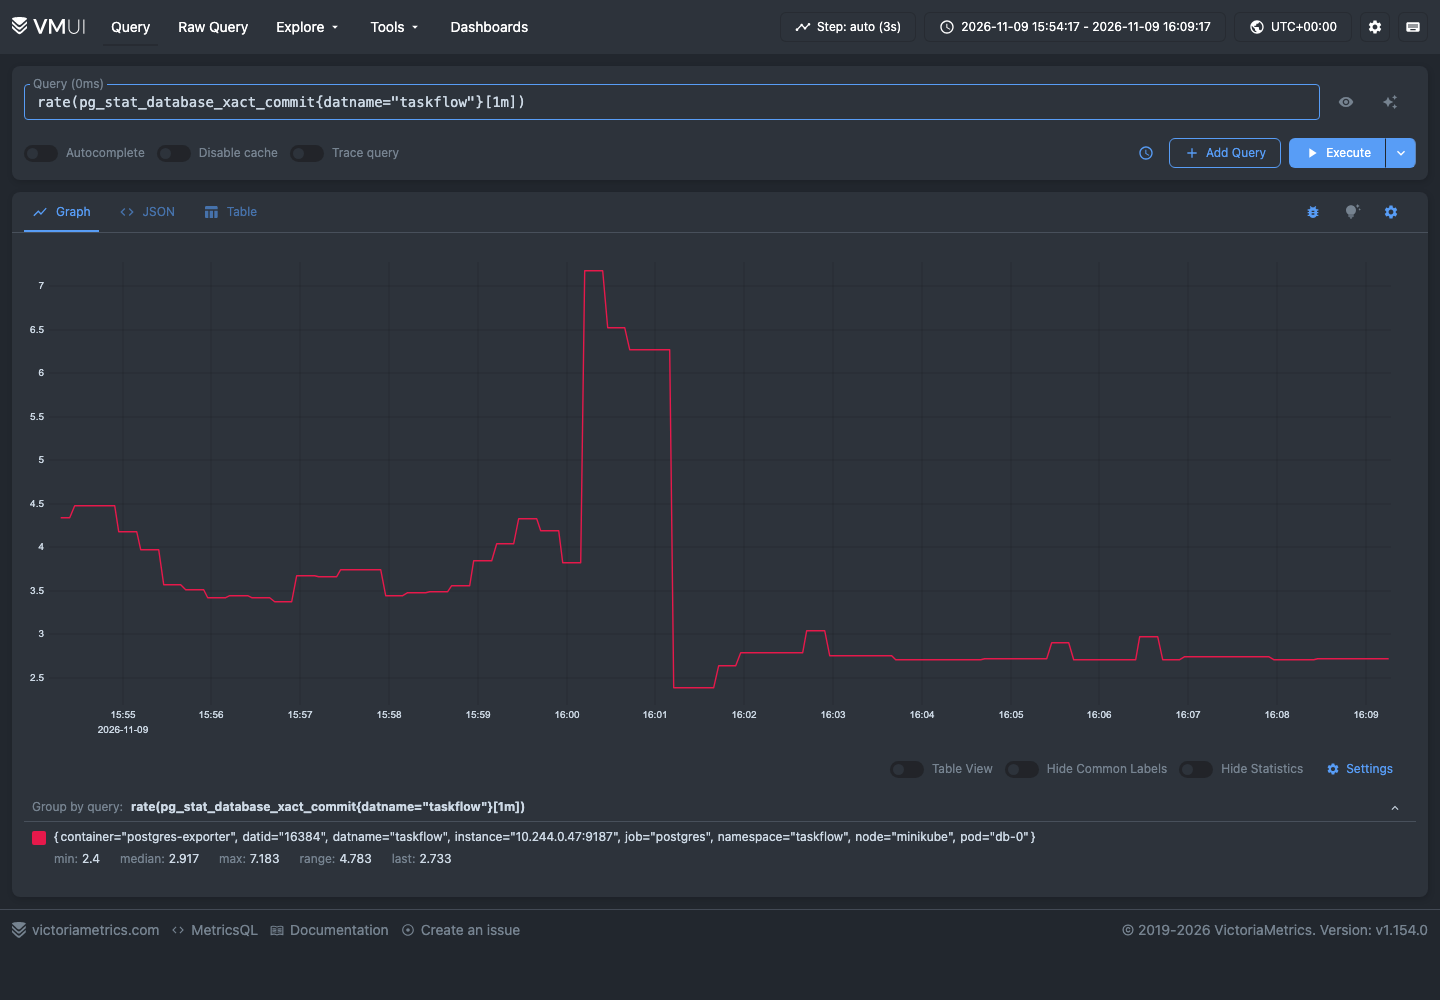 VMUI Query Raw Query Explore Tools Dashboards Step: auto (3s) 2026-11-09 15:54:17 - 2026-11-09 16:09:17 UTC+00:00
Query (0ms)
rate(pg_stat_database_xact_commit{datname="taskflow"}[1m])
Autocomplete Disable cache Trace query Add Query Execute
Graph JSON Table
7
6.5
6
5.5
5
4.5
4
3.5
3
2.5
15:55 15:56 15:57 15:58 15:59 16:00 16:01 16:02 16:03 16:04 16:05 16:06 16:07 16:08 16:09
2026-11-09
Table View Hide Common Labels Hide Statistics Settings
Group by query: rate(pg_stat_database_xact_commit{datname="taskflow"}[1m])
{container="postgres-exporter", datid="16384", datname="taskflow", instance="10.244.0.47:9187", job="postgres", namespace="taskflow", node="minikube", pod="db-0"}
min: 2.4 median: 2.917 max: 7.183 range: 4.783 last: 2.733
victoriametrics.com MetricsQL Documentation Create an issue © 2019-2026 VictoriaMetrics. Version: v1.154.0